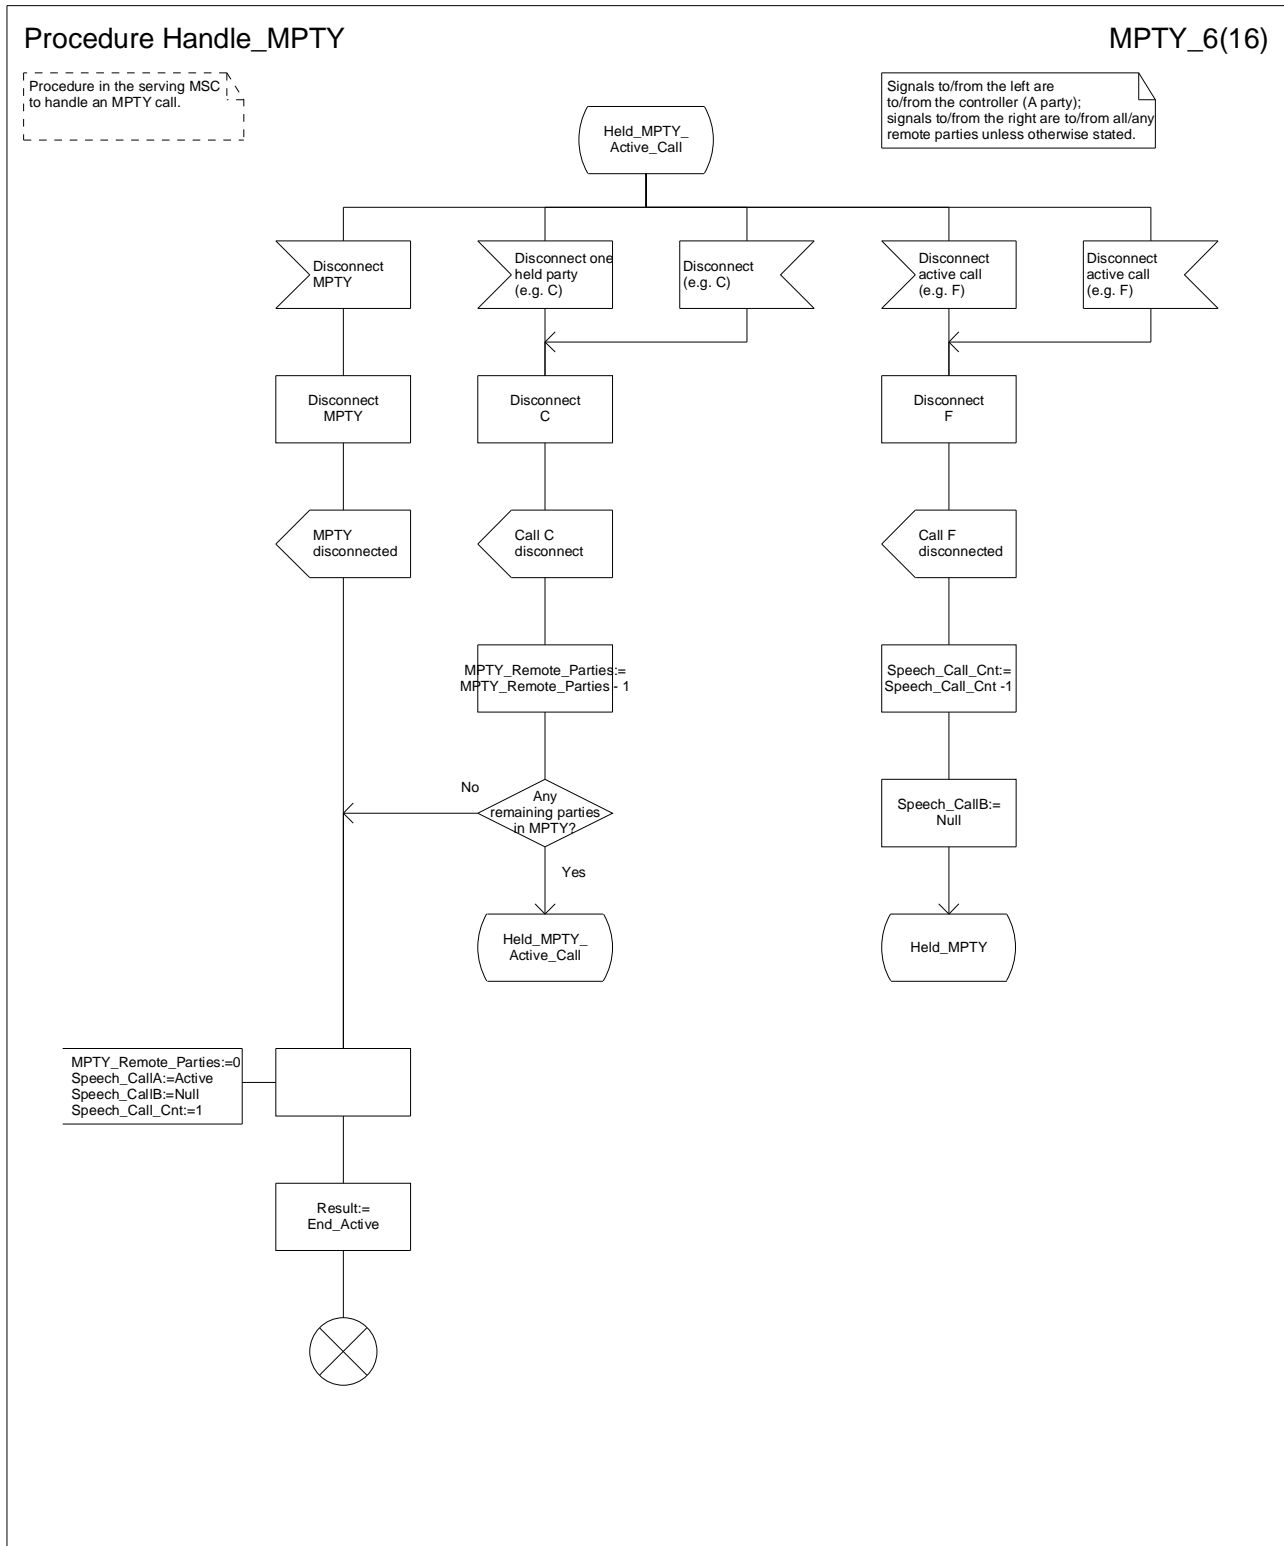 Procedure Handle_MPTY
MPTY_6(16)
Procedure in the serving MSC
to handle an MPTY call.
Signals to/from the left are
to/from the controller (A party);
signals to/from the right are to/from all/any
remote parties unless otherwise stated.
Held_MPTY_
Active_Call
Disconnect
MPTY
Disconnect one
held party
(e.g. C)
Disconnect
(e.g. C)
Disconnect
active call
(e.g. F)
Disconnect
active call
(e.g. F)
Disconnect
MPTY
Disconnect
C
Disconnect
F
MPTY
disconnected
Call C
disconnect
Call F
disconnected
MPTY_Remote_Parties:=
MPTY_Remote_Parties - 1
Speech_Call_Cnt:=
Speech_Call_Cnt -1
No
Any
remaining parties
in MPTY?
Speech_CallB:=
Null
Yes
Held_MPTY_
Active_Call
Held_MPTY
MPTY_Remote_Parties:=0
Speech_CallA:=Active
Speech_CallB:=Null
Speech_Call_Cnt:=1
Result:=
End_Active